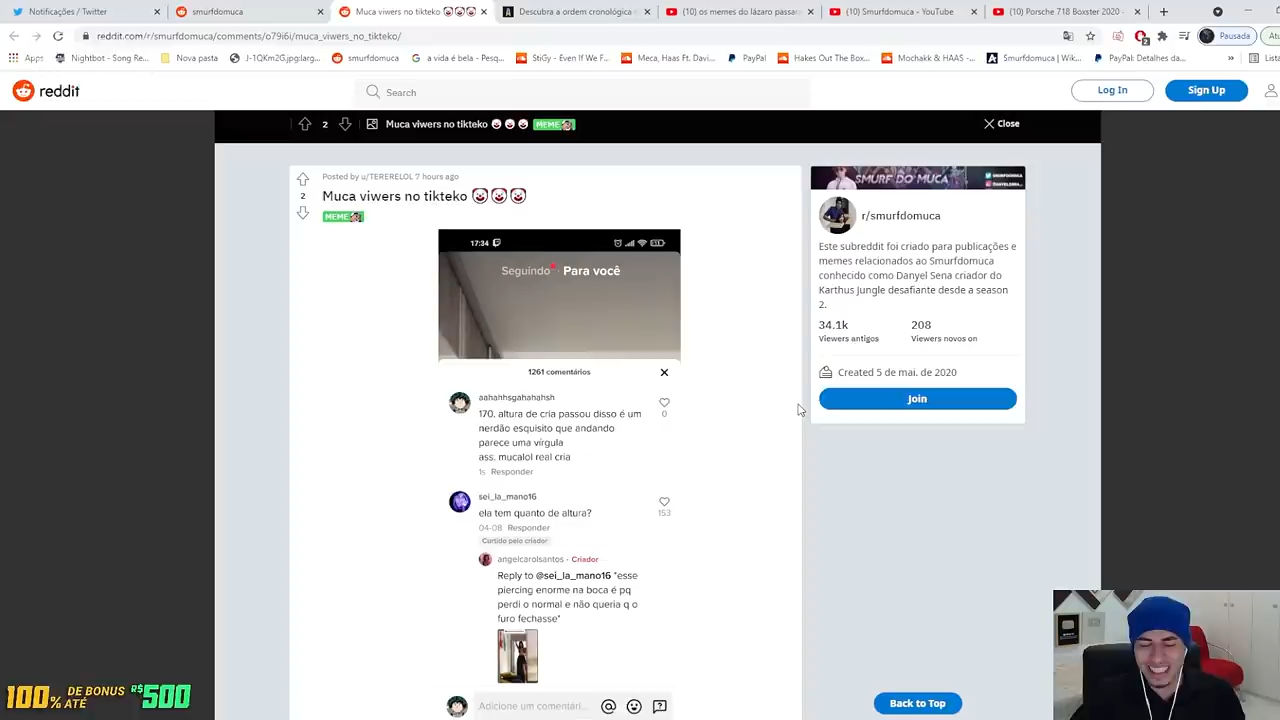 Notificações / Twitter
smurfdomuca
Muca viwers no tikteko
Descubra a ordem cronológica
(10) os memes do lázaro passar
(10) Smurfdomuca - YouTube
(10) Porsche 718 Boxster 2020 -
reddit.com/r/smurfdomuca/comments/o79i6i/muca_viwers_no_tikteko/
Pausada
Apps
Nightbot - Song Re...
Nova pasta
J-1QKm2G.jpg:larg...
smurfdomuca
a vida é bela - Pesq...
StiGy - Even If We F...
Meca, Haas Ft. Davi...
PayPal
Hakes Out The Box...
Mochakk & HAAS -...
Smurfdomuca | Wik...
PayPal: Detalhes da...
»
reddit
Search
Log In
Sign Up
2
Muca viwers no tikteko
MEME
Close
Posted by u/TERERELOL 7 hours ago
2
Muca viwers no tikteko
MEME
17:34
51
Seguindo
Para você
1261 comentários
aahahhsgahahahsh
170. altura de cria passou disso é um
nerdão esquisito que andando
parece uma vírgula
ass. mucalol real cria
0
1s Responder
sei_la_mano16
ela tem quanto de altura?
153
04-08 Responder
Curtido pelo criador
angelcarolsantos · Criador
Reply to @sei_la_mano16 "esse
piercing enorme na boca é pq
perdi o normal e não queria q o
furo fechasse"
Adicione um comentári...
SMURF DO MUCA
r/smurfdomuca
Este subreddit foi criado para publicações e
memes relacionados ao Smurfdomuca
conhecido como Danyel Sena criador do
Karthus Jungle desafiante desde a season
2.
34.1k
208
Viewers antigos
Viewers novos on
Created 5 de mai. de 2020
Join
Back to Top
100% DE BONUS ATÉ R$500